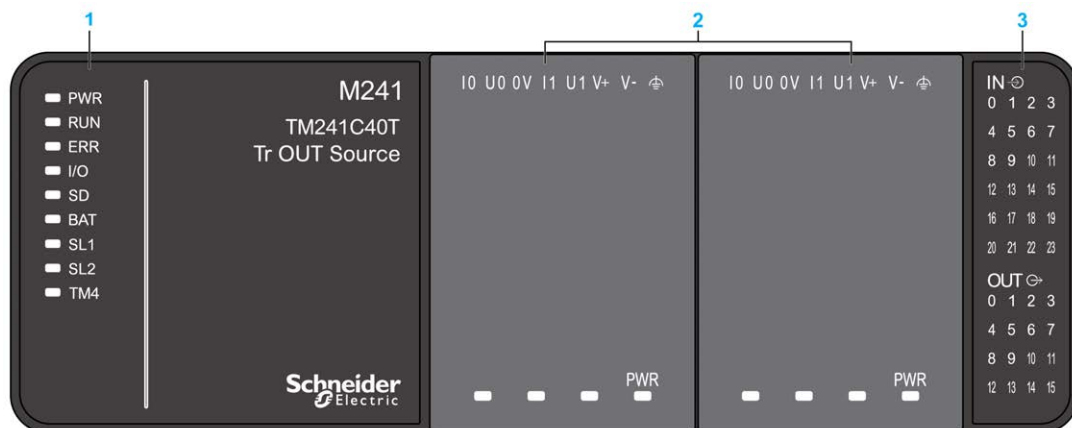 1
2
3
PWR
RUN
ERR
I/O
SD
BAT
SL1
SL2
TM4
M241
TM241C40T
Tr OUT Source
Schneider
Electric
I0 U0 0V I1 U1 V+ V-
PWR
I0 U0 0V I1 U1 V+ V-
PWR
IN
0 1 2 3
4 5 6 7
8 9 10 11
12 13 14 15
16 17 18 19
20 21 22 23
OUT
0 1 2 3
4 5 6 7
8 9 10 11
12 13 14 15